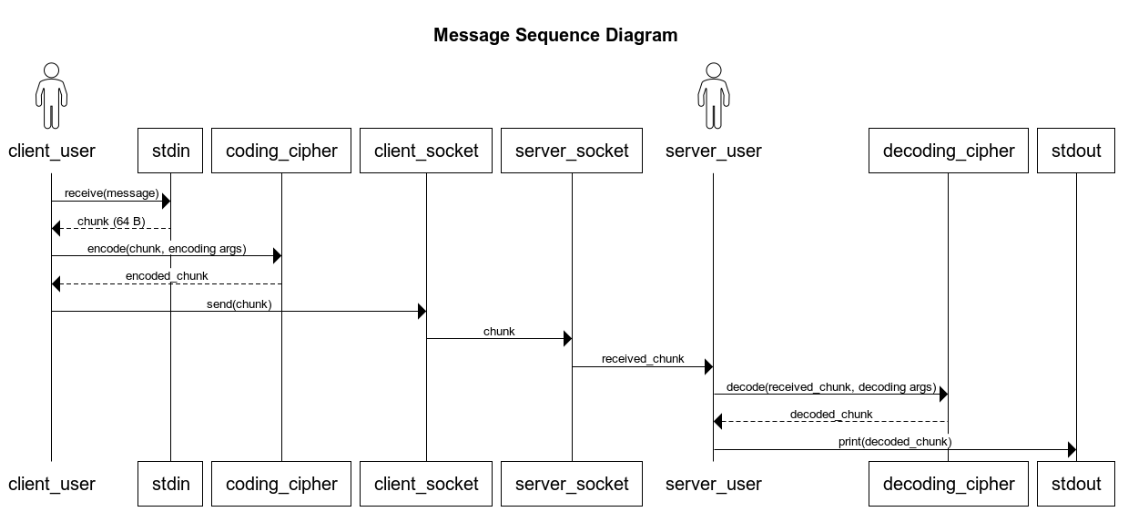 Message Sequence Diagram
client_user
stdin
coding_cipher
client_socket
server_socket
server_user
decoding_cipher
stdout
receive(message)
chunk (64 B)
encode(chunk, encoding args)
encoded_chunk
send(chunk)
chunk
received_chunk
decode(received_chunk, decoding args)
decoded_chunk
print(decoded_chunk)
client_user
stdin
coding_cipher
client_socket
server_socket
server_user
decoding_cipher
stdout